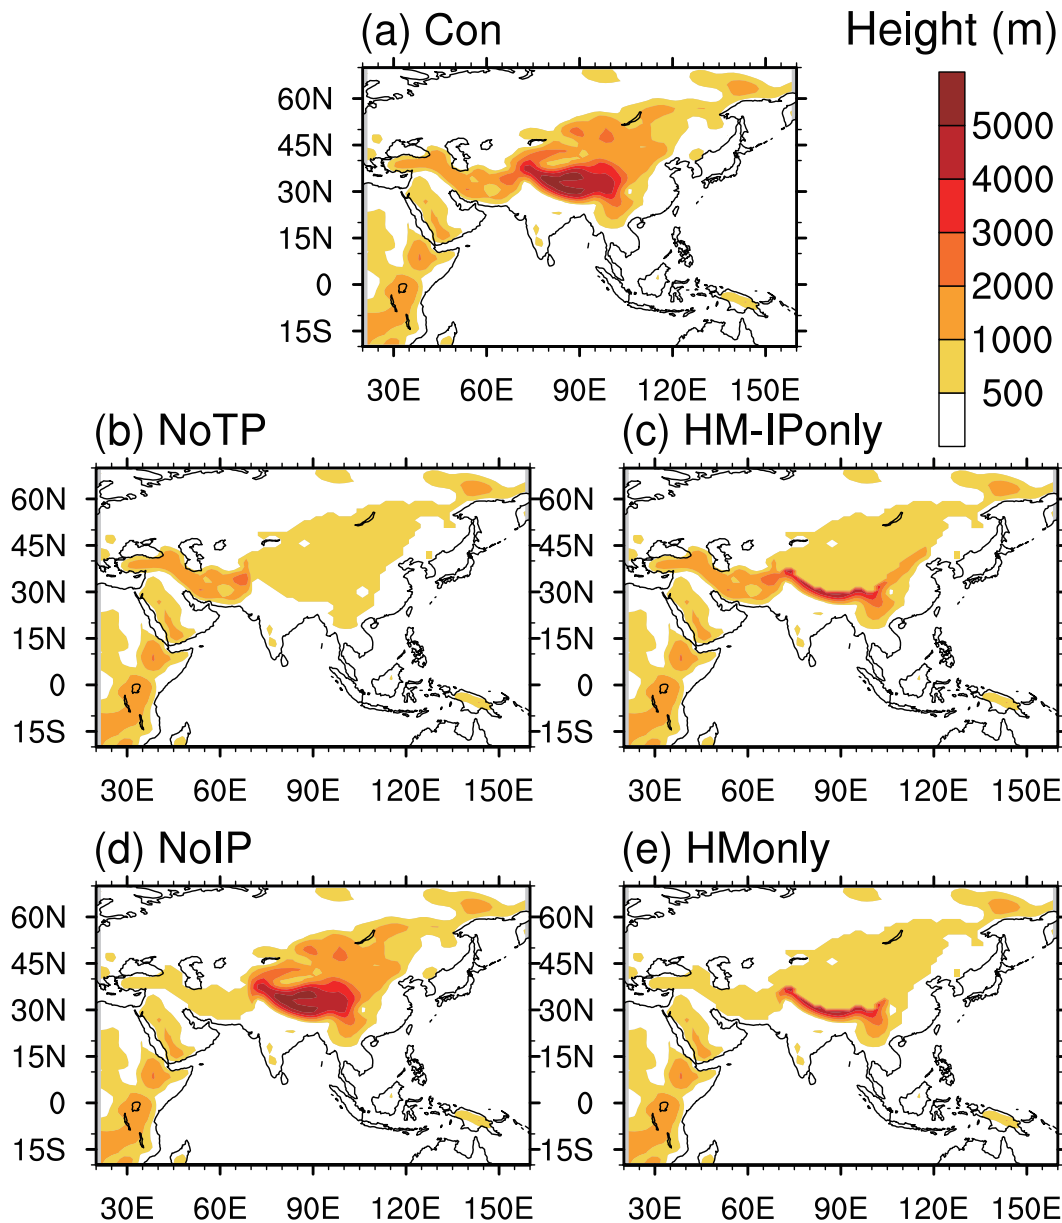 (a) Con
Height (m)
60N
45N
30N
15N
0
15S
30E 60E 90E 120E 150E
5000
4000
3000
2000
1000
500
(b) NoTP
60N
45N
30N
15N
0
15S
30E 60E 90E 120E 150E
(c) HM-IPonly
60N
45N
30N
15N
0
15S
30E 60E 90E 120E 150E
(d) NoIP
60N
45N
30N
15N
0
15S
30E 60E 90E 120E 150E
(e) HMonly
60N
45N
30N
15N
0
15S
30E 60E 90E 120E 150E